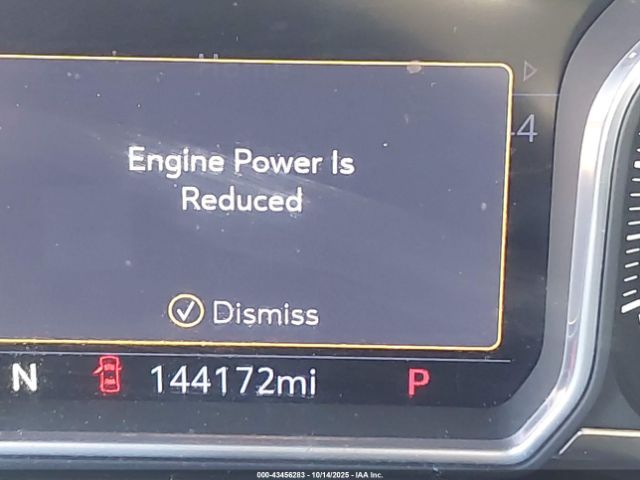 Engine Power Is
Reduced
Dismiss
N 144172mi P
000-43456283 - 10/14/2025 - IAA Inc.